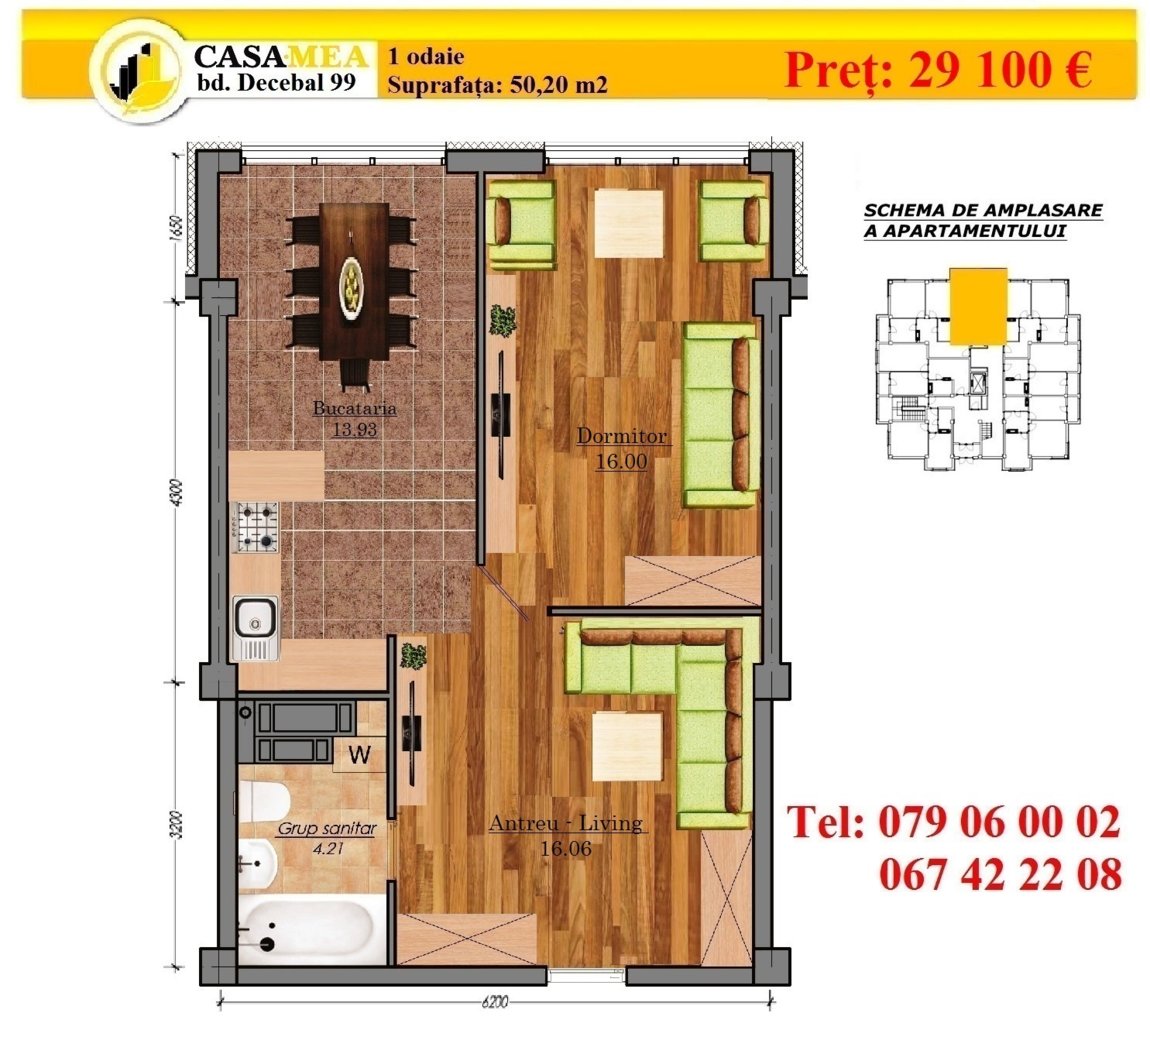 CASA·MEA
bd. Decebal 99
1 odaie
Suprafața: 50,20 m2
Preț: 29 100 €
SCHEMA DE AMPLASARE
A APARTAMENTULUI
1650
4300
3200
Bucataria
13.93
Dormitor
16.00
W
Grup sanitar
4.21
Antreu - Living
16.06
6200
Tel: 079 06 00 02
067 42 22 08